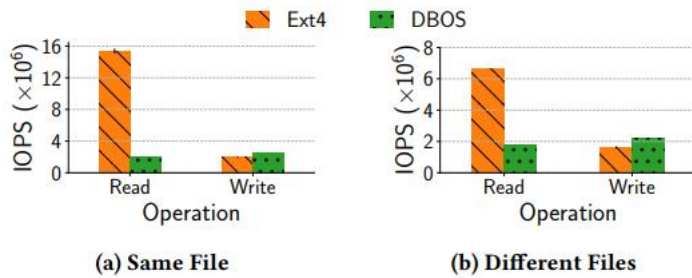 Ext4 DBOS
IOPS (×10⁶)
16
12
8
4
0
Read Write
Operation
(a) Same File
IOPS (×10⁶)
8
6
4
2
0
Read Write
Operation
(b) Different Files